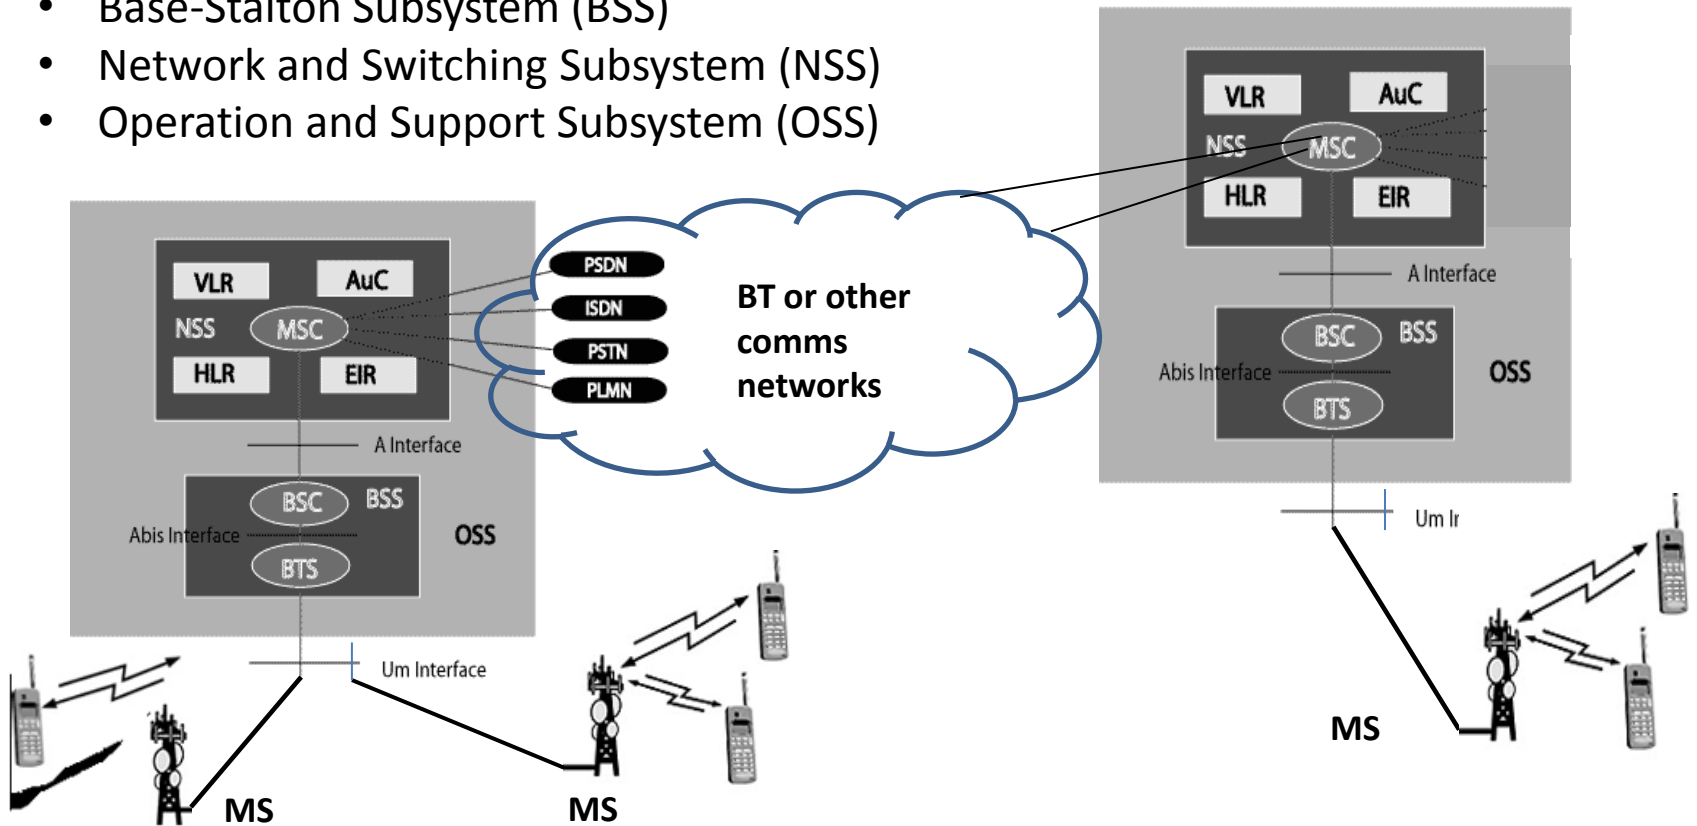 • Base-Staiton Subsystem (BSS)
• Network and Switching Subsystem (NSS)
• Operation and Support Subsystem (OSS)
VLR
AuC
NSS
MSC
HLR
EIR
A Interface
BSC
BSS
Abis Interface
BTS
OSS
Um Interface
MS
MS
PSDN
ISDN
PSTN
PLMN
BT or other
comms
networks
VLR
AuC
NSS
MSC
HLR
EIR
A Interface
BSC
BSS
Abis Interface
BTS
OSS
Um
MS